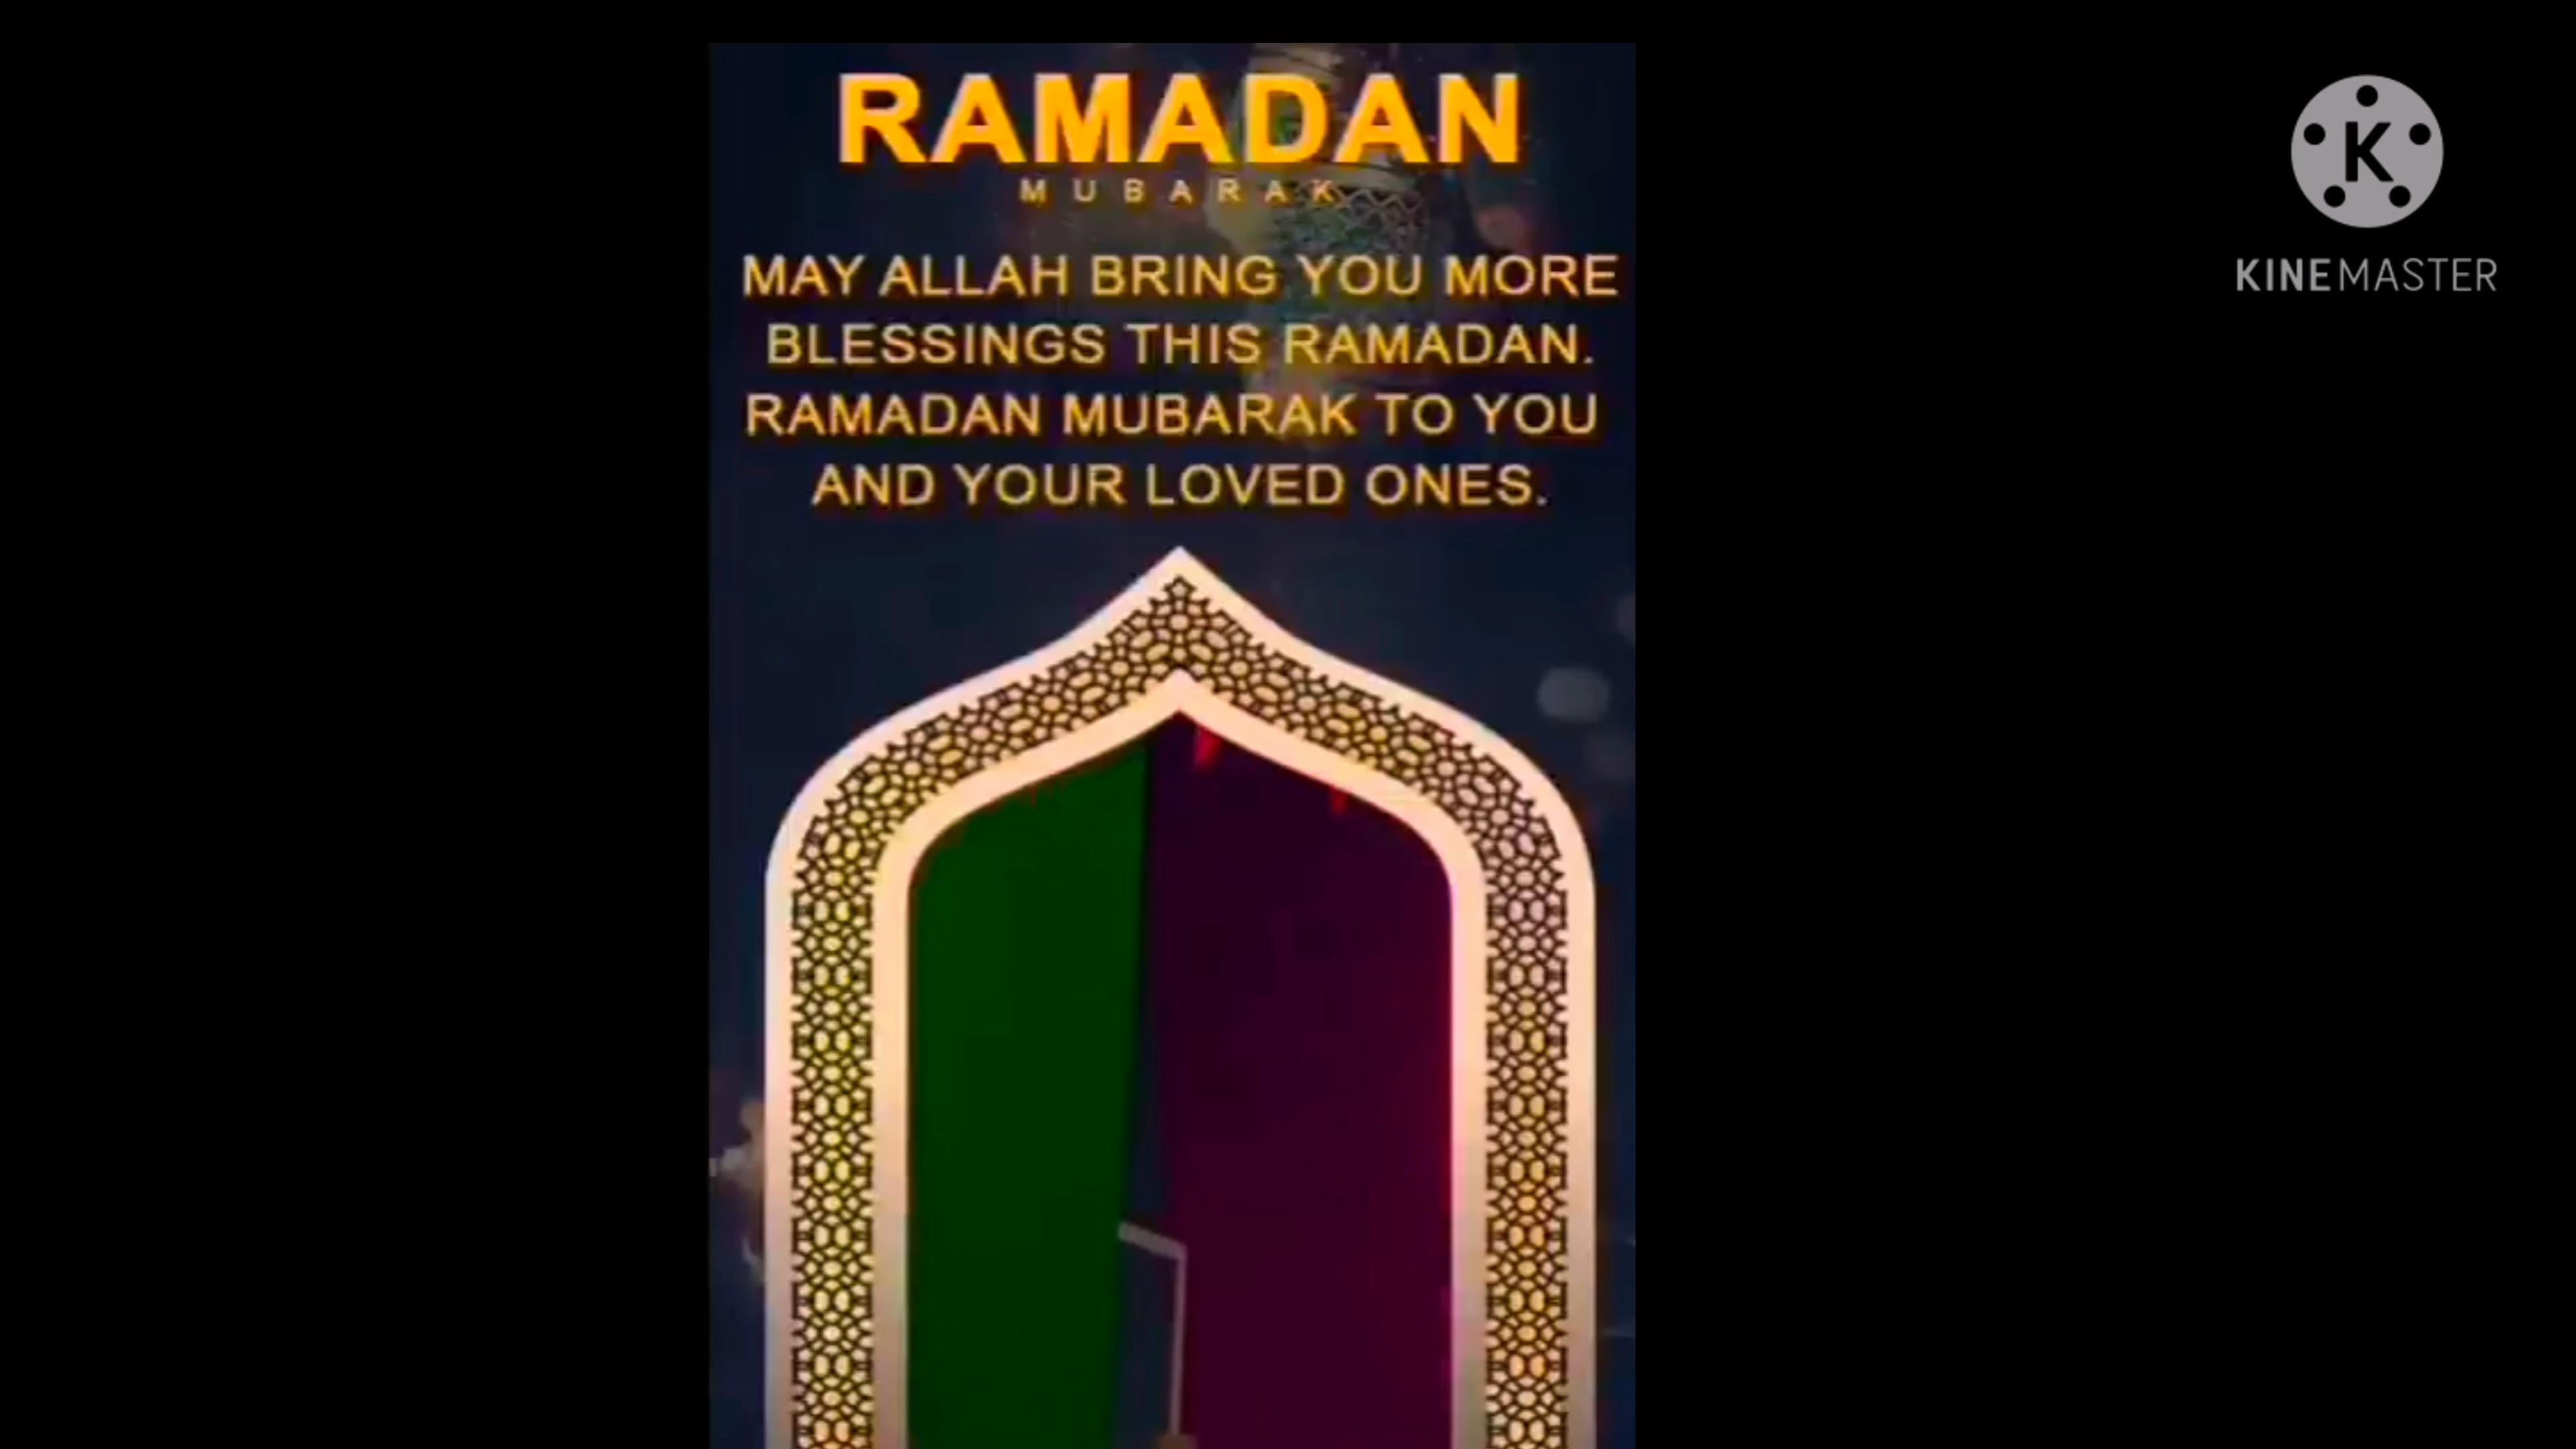 RAMADAN
MUBARAK
MAY ALLAH BRING YOU MORE
BLESSINGS THIS RAMADAN.
RAMADAN MUBARAK TO YOU
AND YOUR LOVED ONES.
K
KINEMASTER